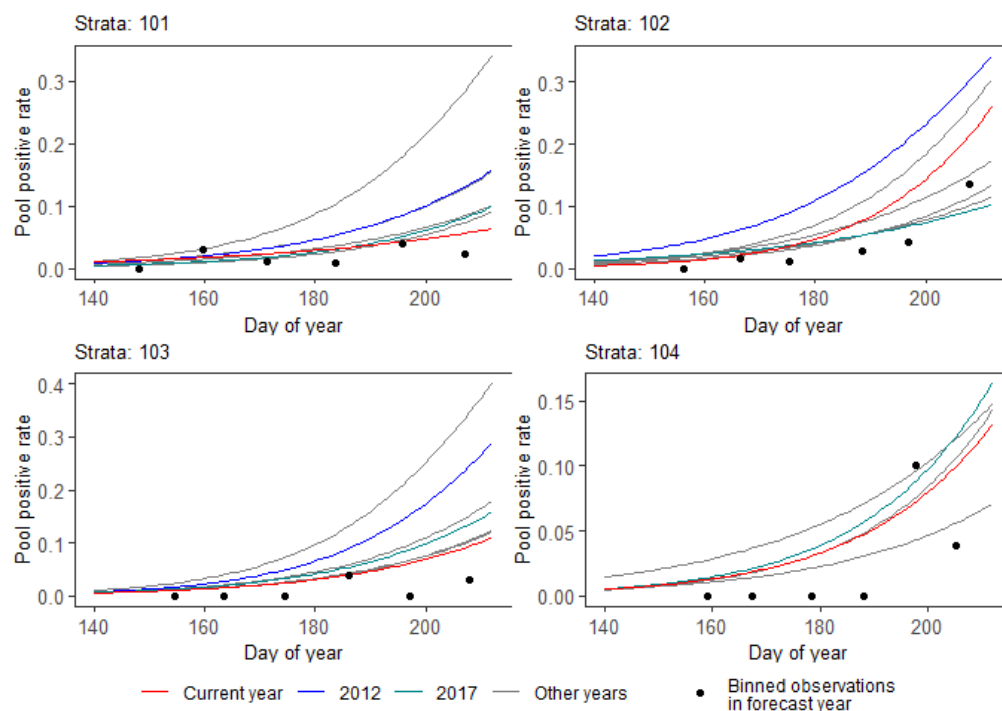 Strata: 101
Pool positive rate
0.3
0.2
0.1
0.0
140 160 180 200
Day of year
Strata: 102
Pool positive rate
0.3
0.2
0.1
0.0
140 160 180 200
Day of year
Strata: 103
Pool positive rate
0.4
0.3
0.2
0.1
0.0
140 160 180 200
Day of year
Strata: 104
Pool positive rate
0.15
0.10
0.05
0.00
140 160 180 200
Day of year
Current year 2012 2017 Other years
Binned observations
in forecast year